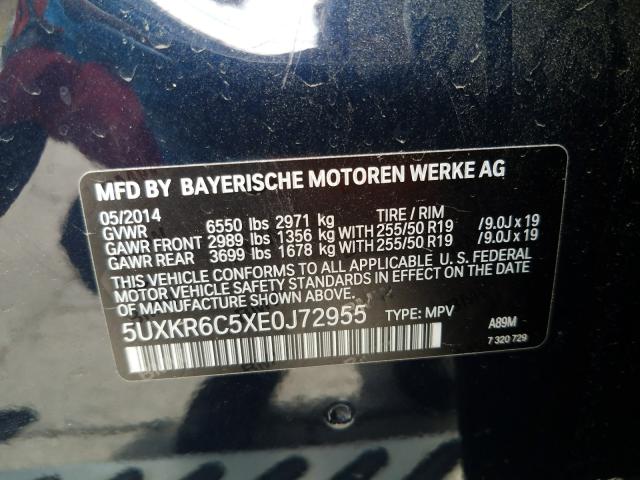 MFD BY BAYERISCHE MOTOREN WERKE AG
05/2014 TIRE / RIM
GVWR 6550 lbs 2971 kg
GAWR FRONT 2989 lbs 1356 kg WITH 255/50 R19 /9.0J x 19
GAWR REAR 3699 lbs 1678 kg WITH 255/50 R19 /9.0J x 19
THIS VEHICLE CONFORMS TO ALL APPLICABLE U. S. FEDERAL
MOTOR VEHICLE SAFETY STANDARDS IN EFFECT ON THE DATE
OF MANUFACTURE SHOWN ABOVE.
5UXKR6C5XE0J72955 TYPE: MPV A89M
7 320 729